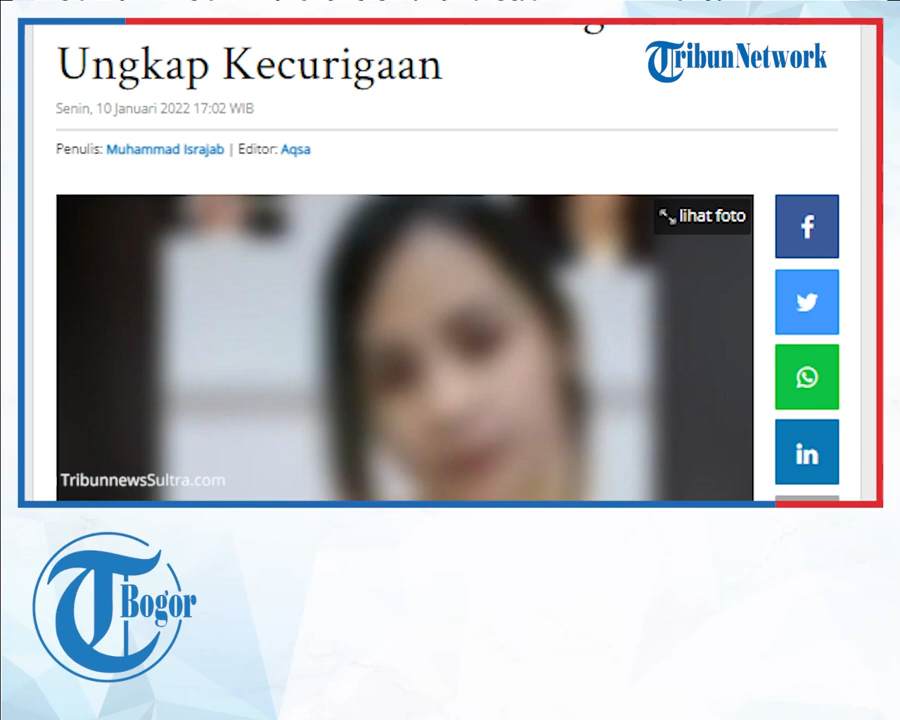 Ungkap Kecurigaan
TribunNetwork
Senin, 10 Januari 2022 17:02 WIB
Penulis: Muhammad Israjab | Editor: Aqsa
lihat foto
f
in
TribunnewsSultra.com
T Bogor